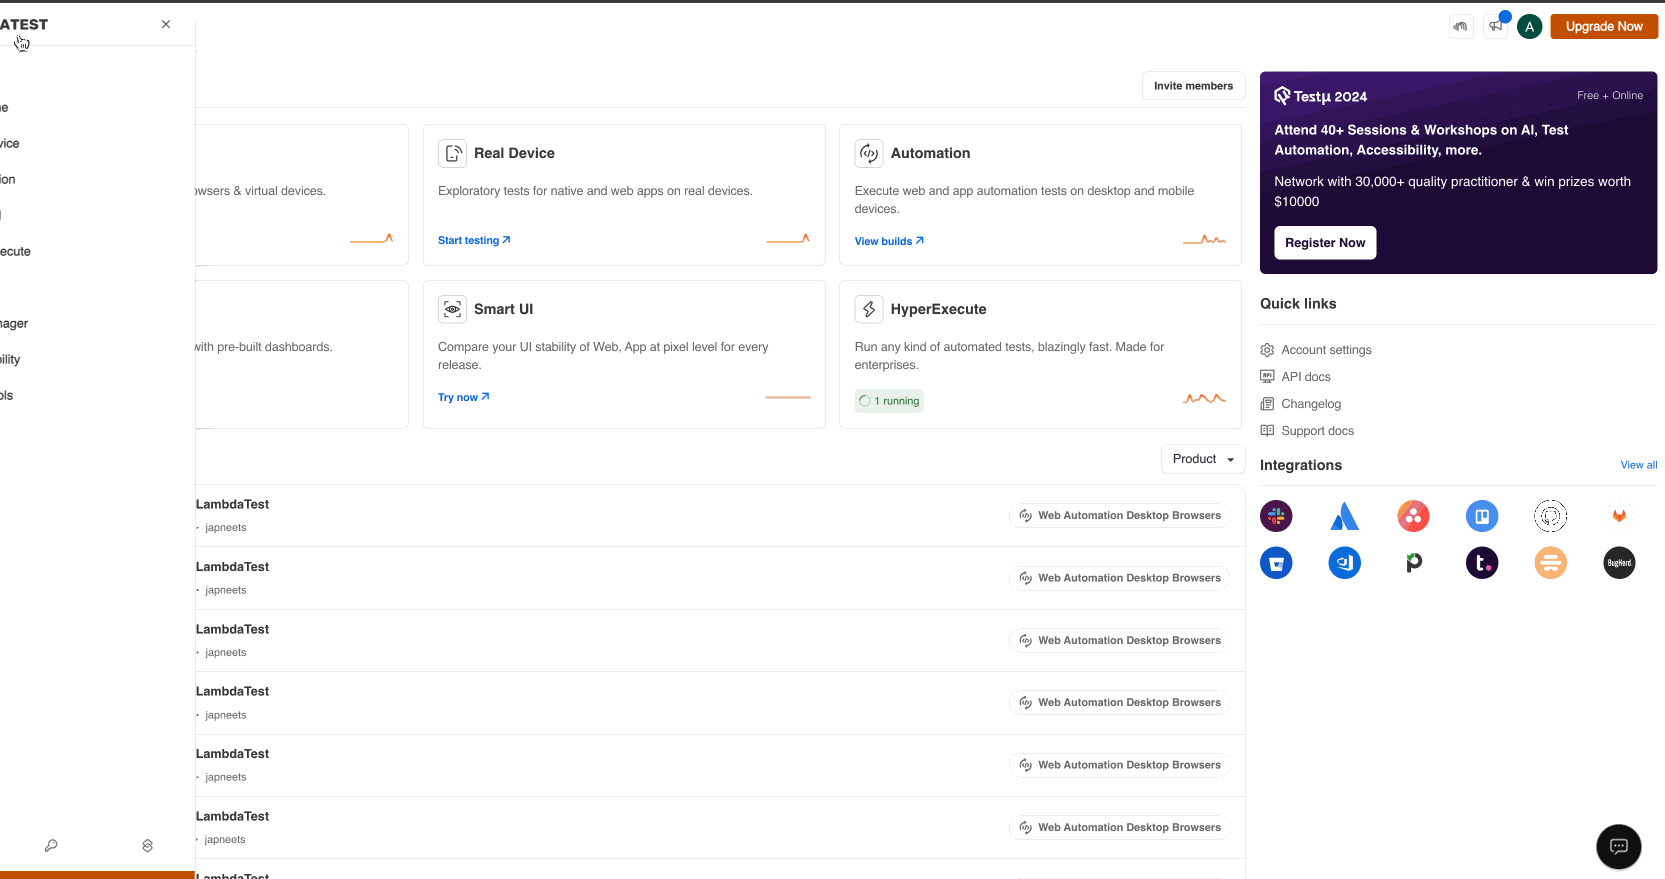 ATEST
A
Upgrade Now
ne
vice
ion
ecute
nager
bility
ols
Invite members
owsers & virtual devices.
Real Device
Exploratory tests for native and web apps on real devices.
Start testing
Automation
Execute web and app automation tests on desktop and mobile
devices.
View builds
with pre-built dashboards.
Smart UI
Compare your UI stability of Web, App at pixel level for every
release.
Try now
HyperExecute
Run any kind of automated tests, blazingly fast. Made for
enterprises.
1 running
Product
LambdaTest
japneets
Web Automation Desktop Browsers
LambdaTest
japneets
Web Automation Desktop Browsers
LambdaTest
japneets
Web Automation Desktop Browsers
LambdaTest
japneets
Web Automation Desktop Browsers
LambdaTest
japneets
Web Automation Desktop Browsers
LambdaTest
japneets
Web Automation Desktop Browsers
LambdaTest
Testμ 2024
Free + Online
Attend 40+ Sessions & Workshops on AI, Test
Automation, Accessibility, more.
Network with 30,000+ quality practitioner & win prizes worth
$10000
Register Now
Quick links
Account settings
API docs
Changelog
Support docs
Integrations
View all
t.
BugHerd.